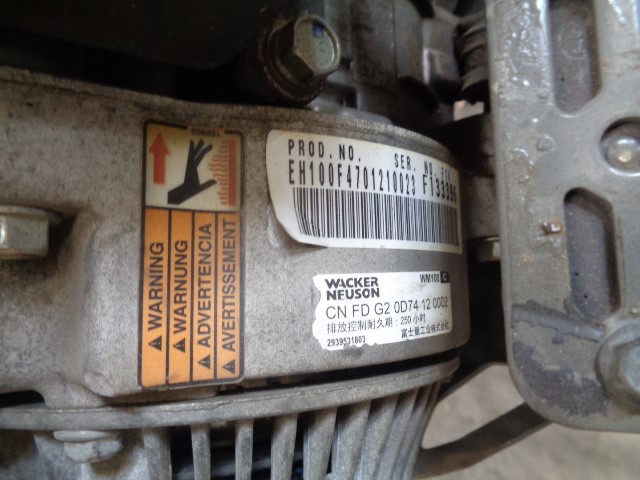 WARNING
WARNUNG
ADVERTENCIA
AVERTISSEMENT
PROD. NO. SER. NO.
EH100F4701210023
WACKER
NEUSON
WM100
CN FD G2 0D74 12 0002
排放控制耐久期：250 小时
2939531803 富士重工业株式会社